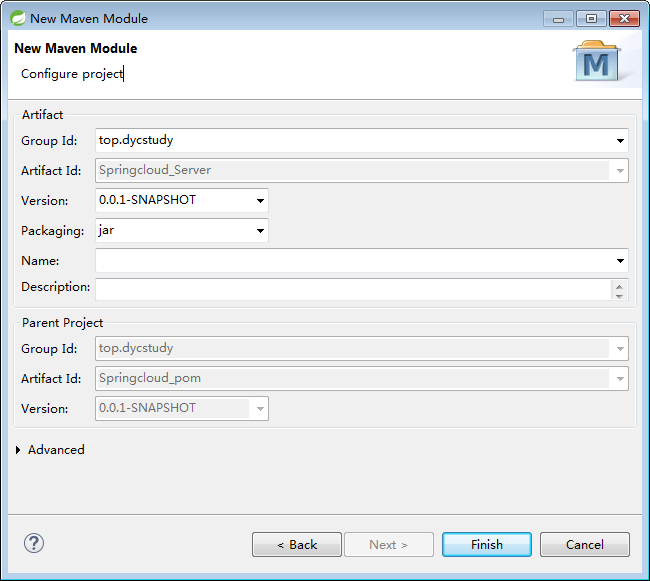 New Maven Module
New Maven Module
Configure project
M
Artifact
Group Id: top.dycstudy
Artifact Id: Springcloud_Server
Version: 0.0.1-SNAPSHOT
Packaging: jar
Name:
Description:
Parent Project
Group Id: top.dycstudy
Artifact Id: Springcloud_pom
Version: 0.0.1-SNAPSHOT
Advanced
? < Back Next > Finish Cancel